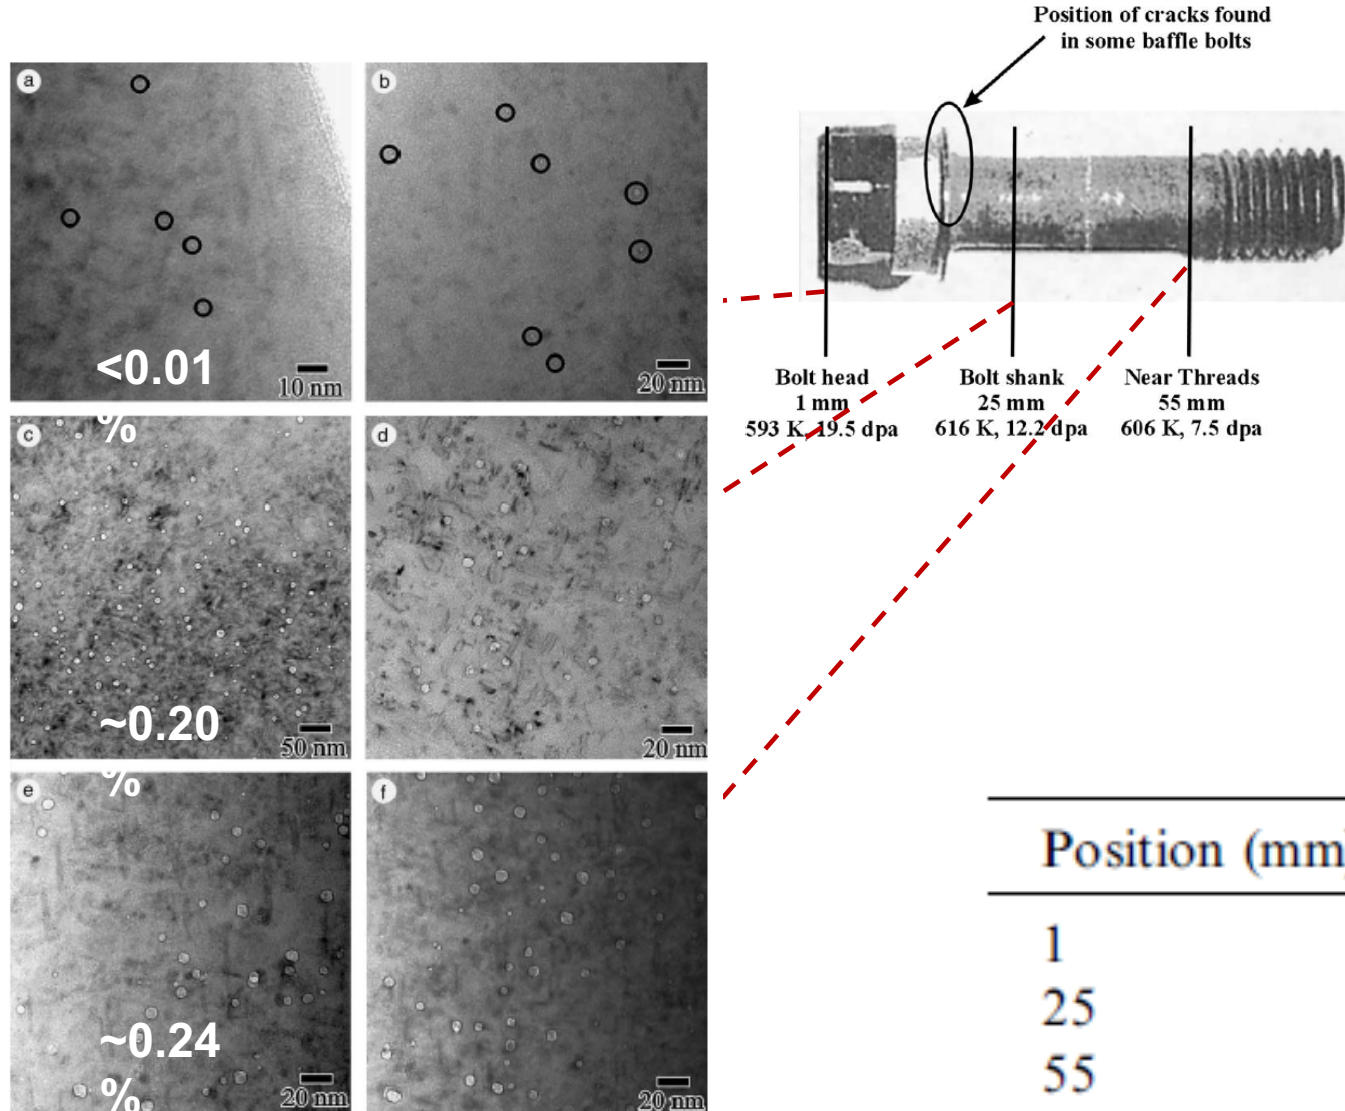 Position of cracks found
in some baffle bolts
a
b
<0.01
%
10 nm
20 nm
Bolt head
1 mm
593 K, 19.5 dpa
Bolt shank
25 mm
616 K, 12.2 dpa
Near Threads
55 mm
606 K, 7.5 dpa
c
d
~0.20
%
50 nm
20 nm
e
f
~0.24
%
20 nm
20 nm
Position (mm)
1
25
55